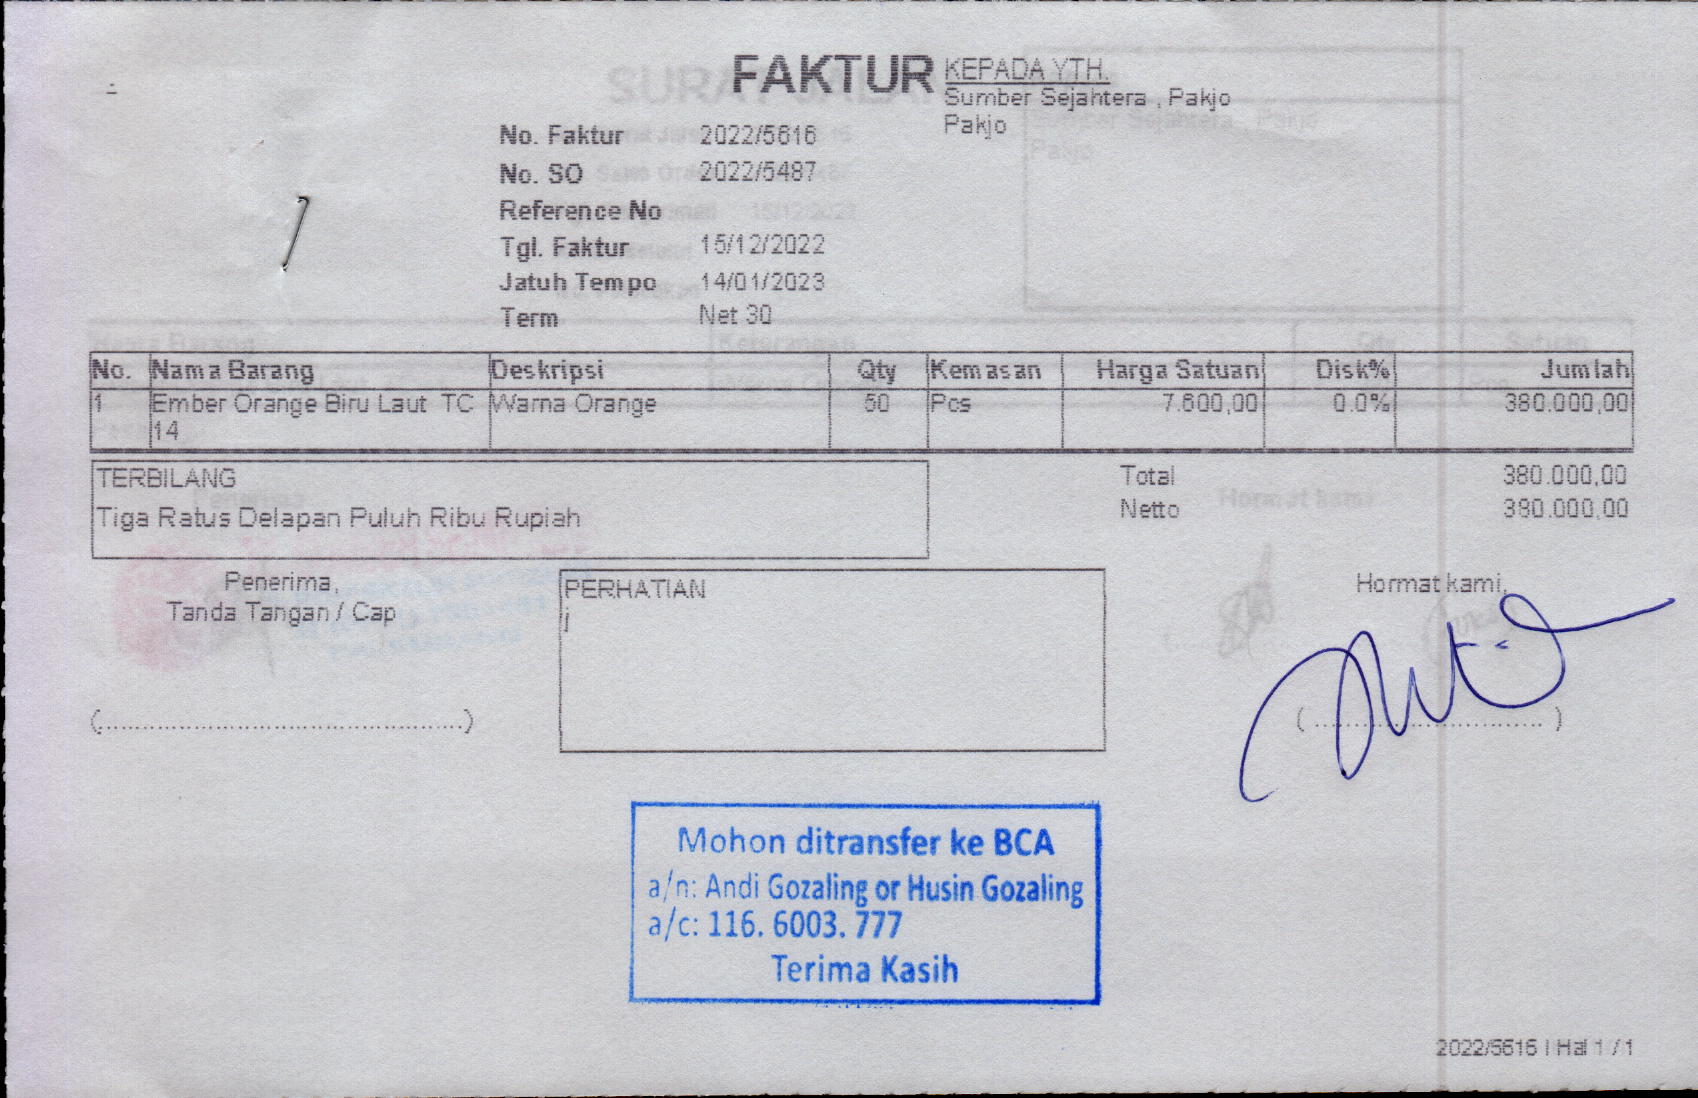 FAKTUR
KEPADA YTH.
Sumber Sejahtera , Pakjo
Pakjo
No. Faktur 2022/5616
No. SO 2022/5487
Reference No
Tgl. Faktur 15/12/2022
Jatuh Tempo 14/01/2023
Term Net 30
No. Nama Barang Deskripsi Qty Kemasan Harga Satuan Disk% Jumlah
1 Ember Orange Biru Laut TC Warna Orange 50 Pcs 7.600,00 0.0% 380.000,00
14
TERBILANG
Tiga Ratus Delapan Puluh Ribu Rupiah
Total 380.000,00
Netto 380.000,00
Penerima,
Tanda Tangan / Cap
(..............................................)
PERHATIAN
j
Hormat kami,
( ............................. )
Mohon ditransfer ke BCA
a/n: Andi Gozaling or Husin Gozaling
a/c: 116. 6003. 777
Terima Kasih
2022/5616 | Hal 1 / 1